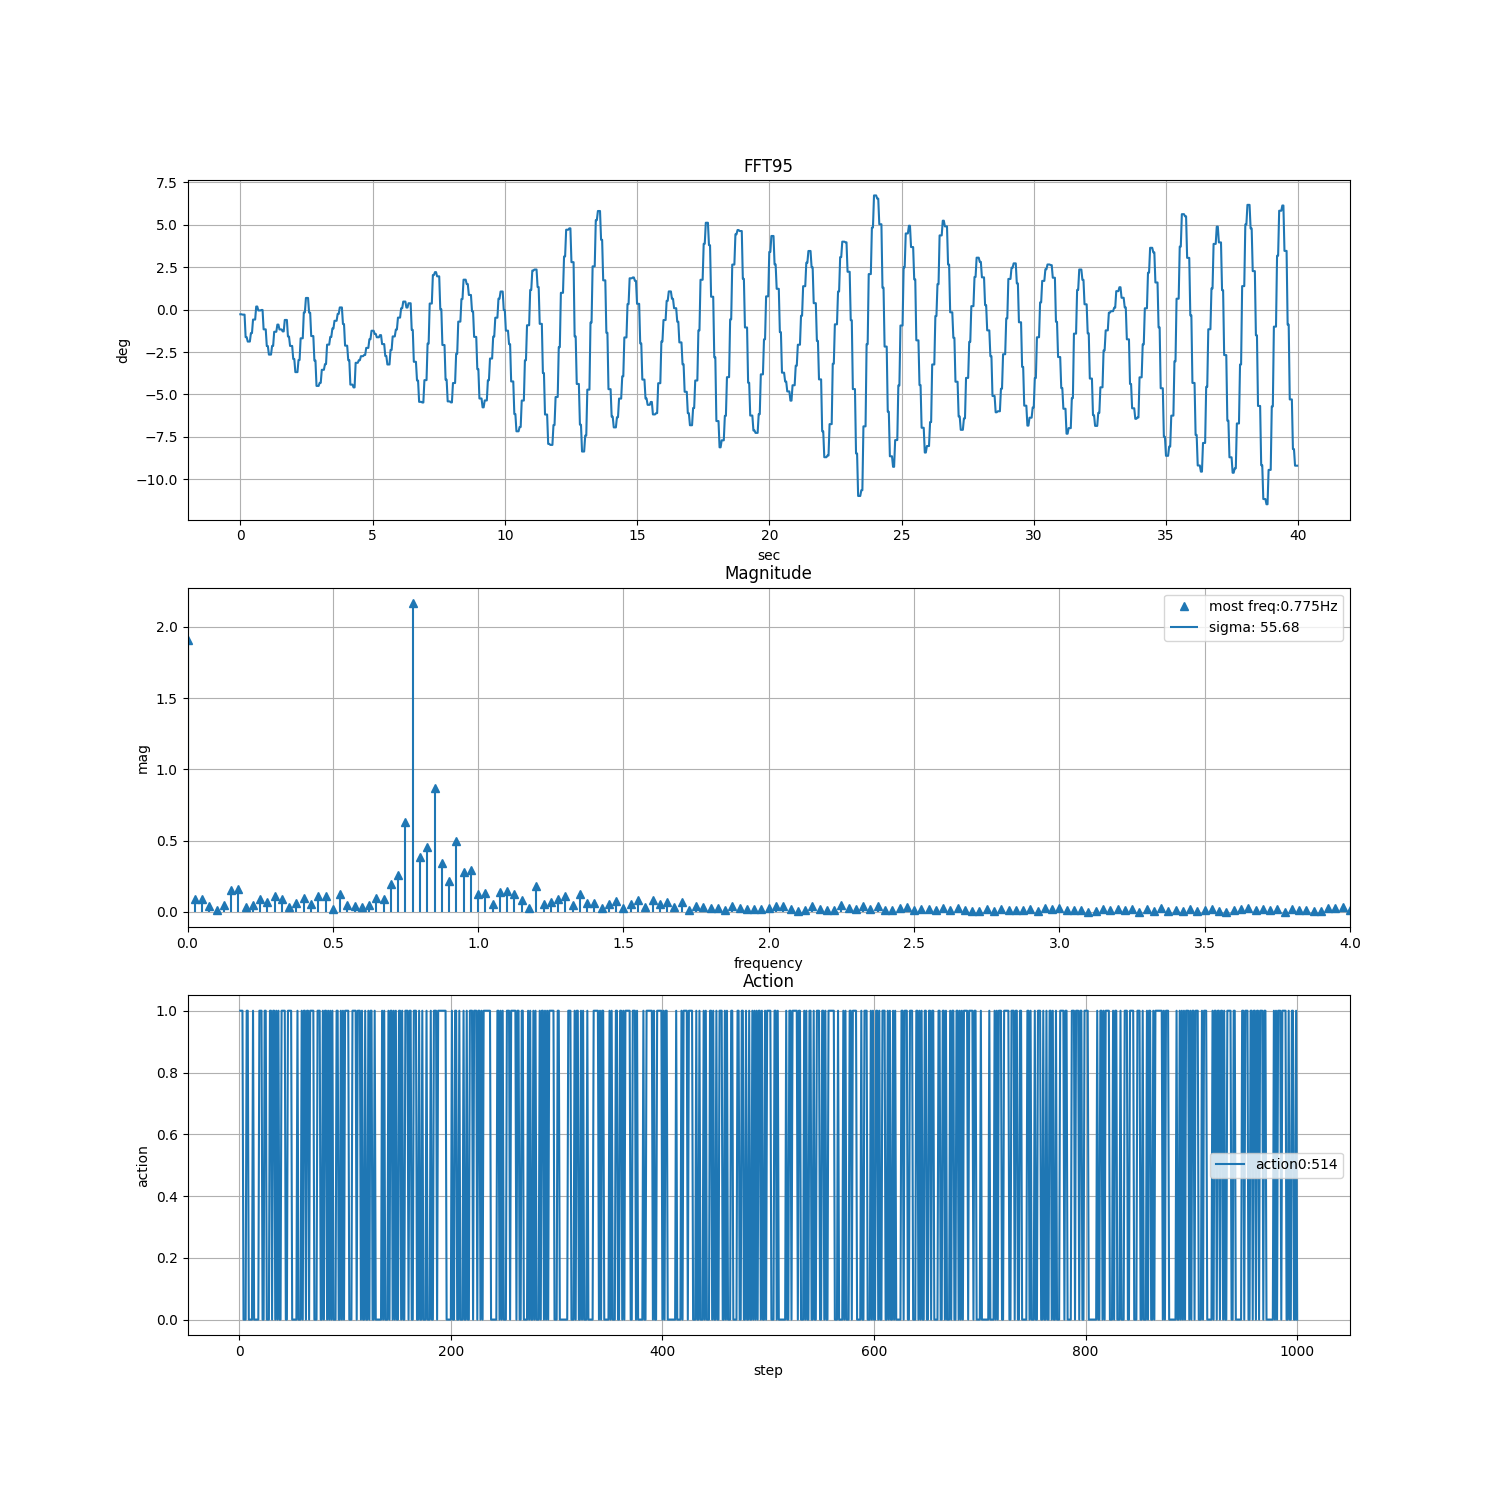 FFT95
7.5
5.0
2.5
0.0
−2.5
−5.0
−7.5
−10.0
deg
0 5 10 15 20 25 30 35 40
sec
Magnitude
most freq:0.775Hz
sigma: 55.68
2.0
1.5
1.0
0.5
0.0
mag
0.0 0.5 1.0 1.5 2.0 2.5 3.0 3.5 4.0
frequency
Action
1.0
0.8
0.6
0.4
0.2
0.0
action
action0:514
0 200 400 600 800 1000
step